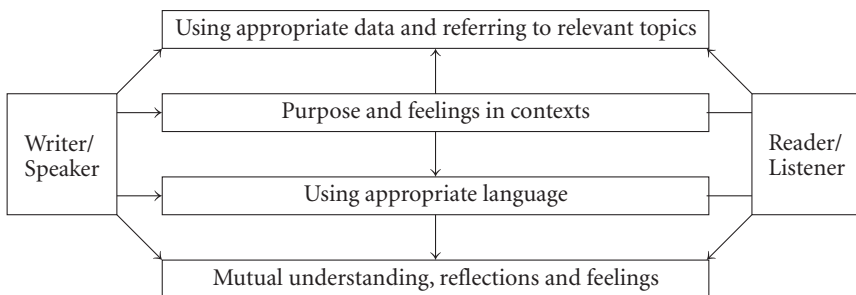 Using appropriate data and referring to relevant topics
Purpose and feelings in contexts
Writer/
Speaker
Reader/
Listener
Using appropriate language
Mutual understanding, reflections and feelings